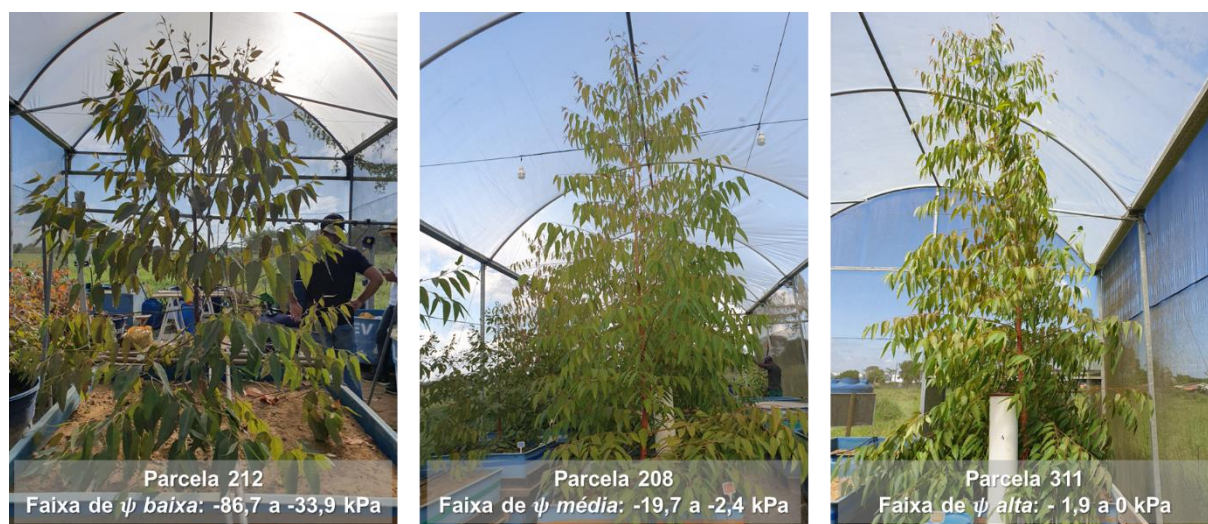 Parcela 212
Faixa de ψ baixa: -86,7 a -33,9 kPa
Parcela 208
Faixa de ψ média: -19,7 a -2,4 kPa
Parcela 311
Faixa de ψ alta: - 1,9 a 0 kPa
EV